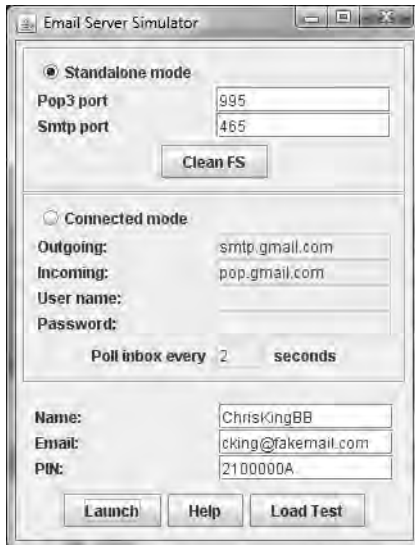 Email Server Simulator
Standalone mode
Pop3 port 995
Smtp port 465
Clean FS
Connected mode
Outgoing: smtp.gmail.com
Incoming: pop.gmail.com
User name:
Password:
Poll inbox every 2 seconds
Name: ChrisKingBB
Email: cking@fakemail.com
PIN: 2100000A
Launch Help Load Test